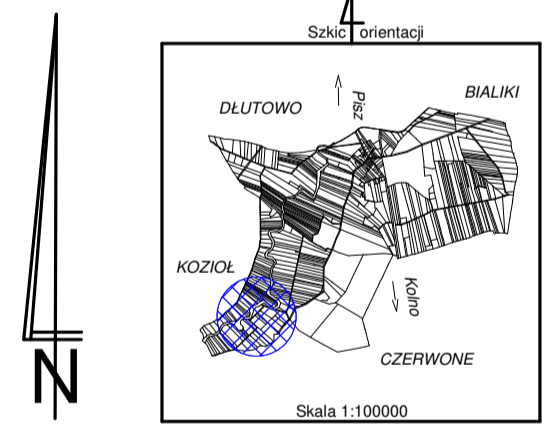 Szkic orientacji
Pisz
DŁUTOWO
BIALIKI
KOZIOŁ
Kolno
CZERWONE
N
Skala 1:100000